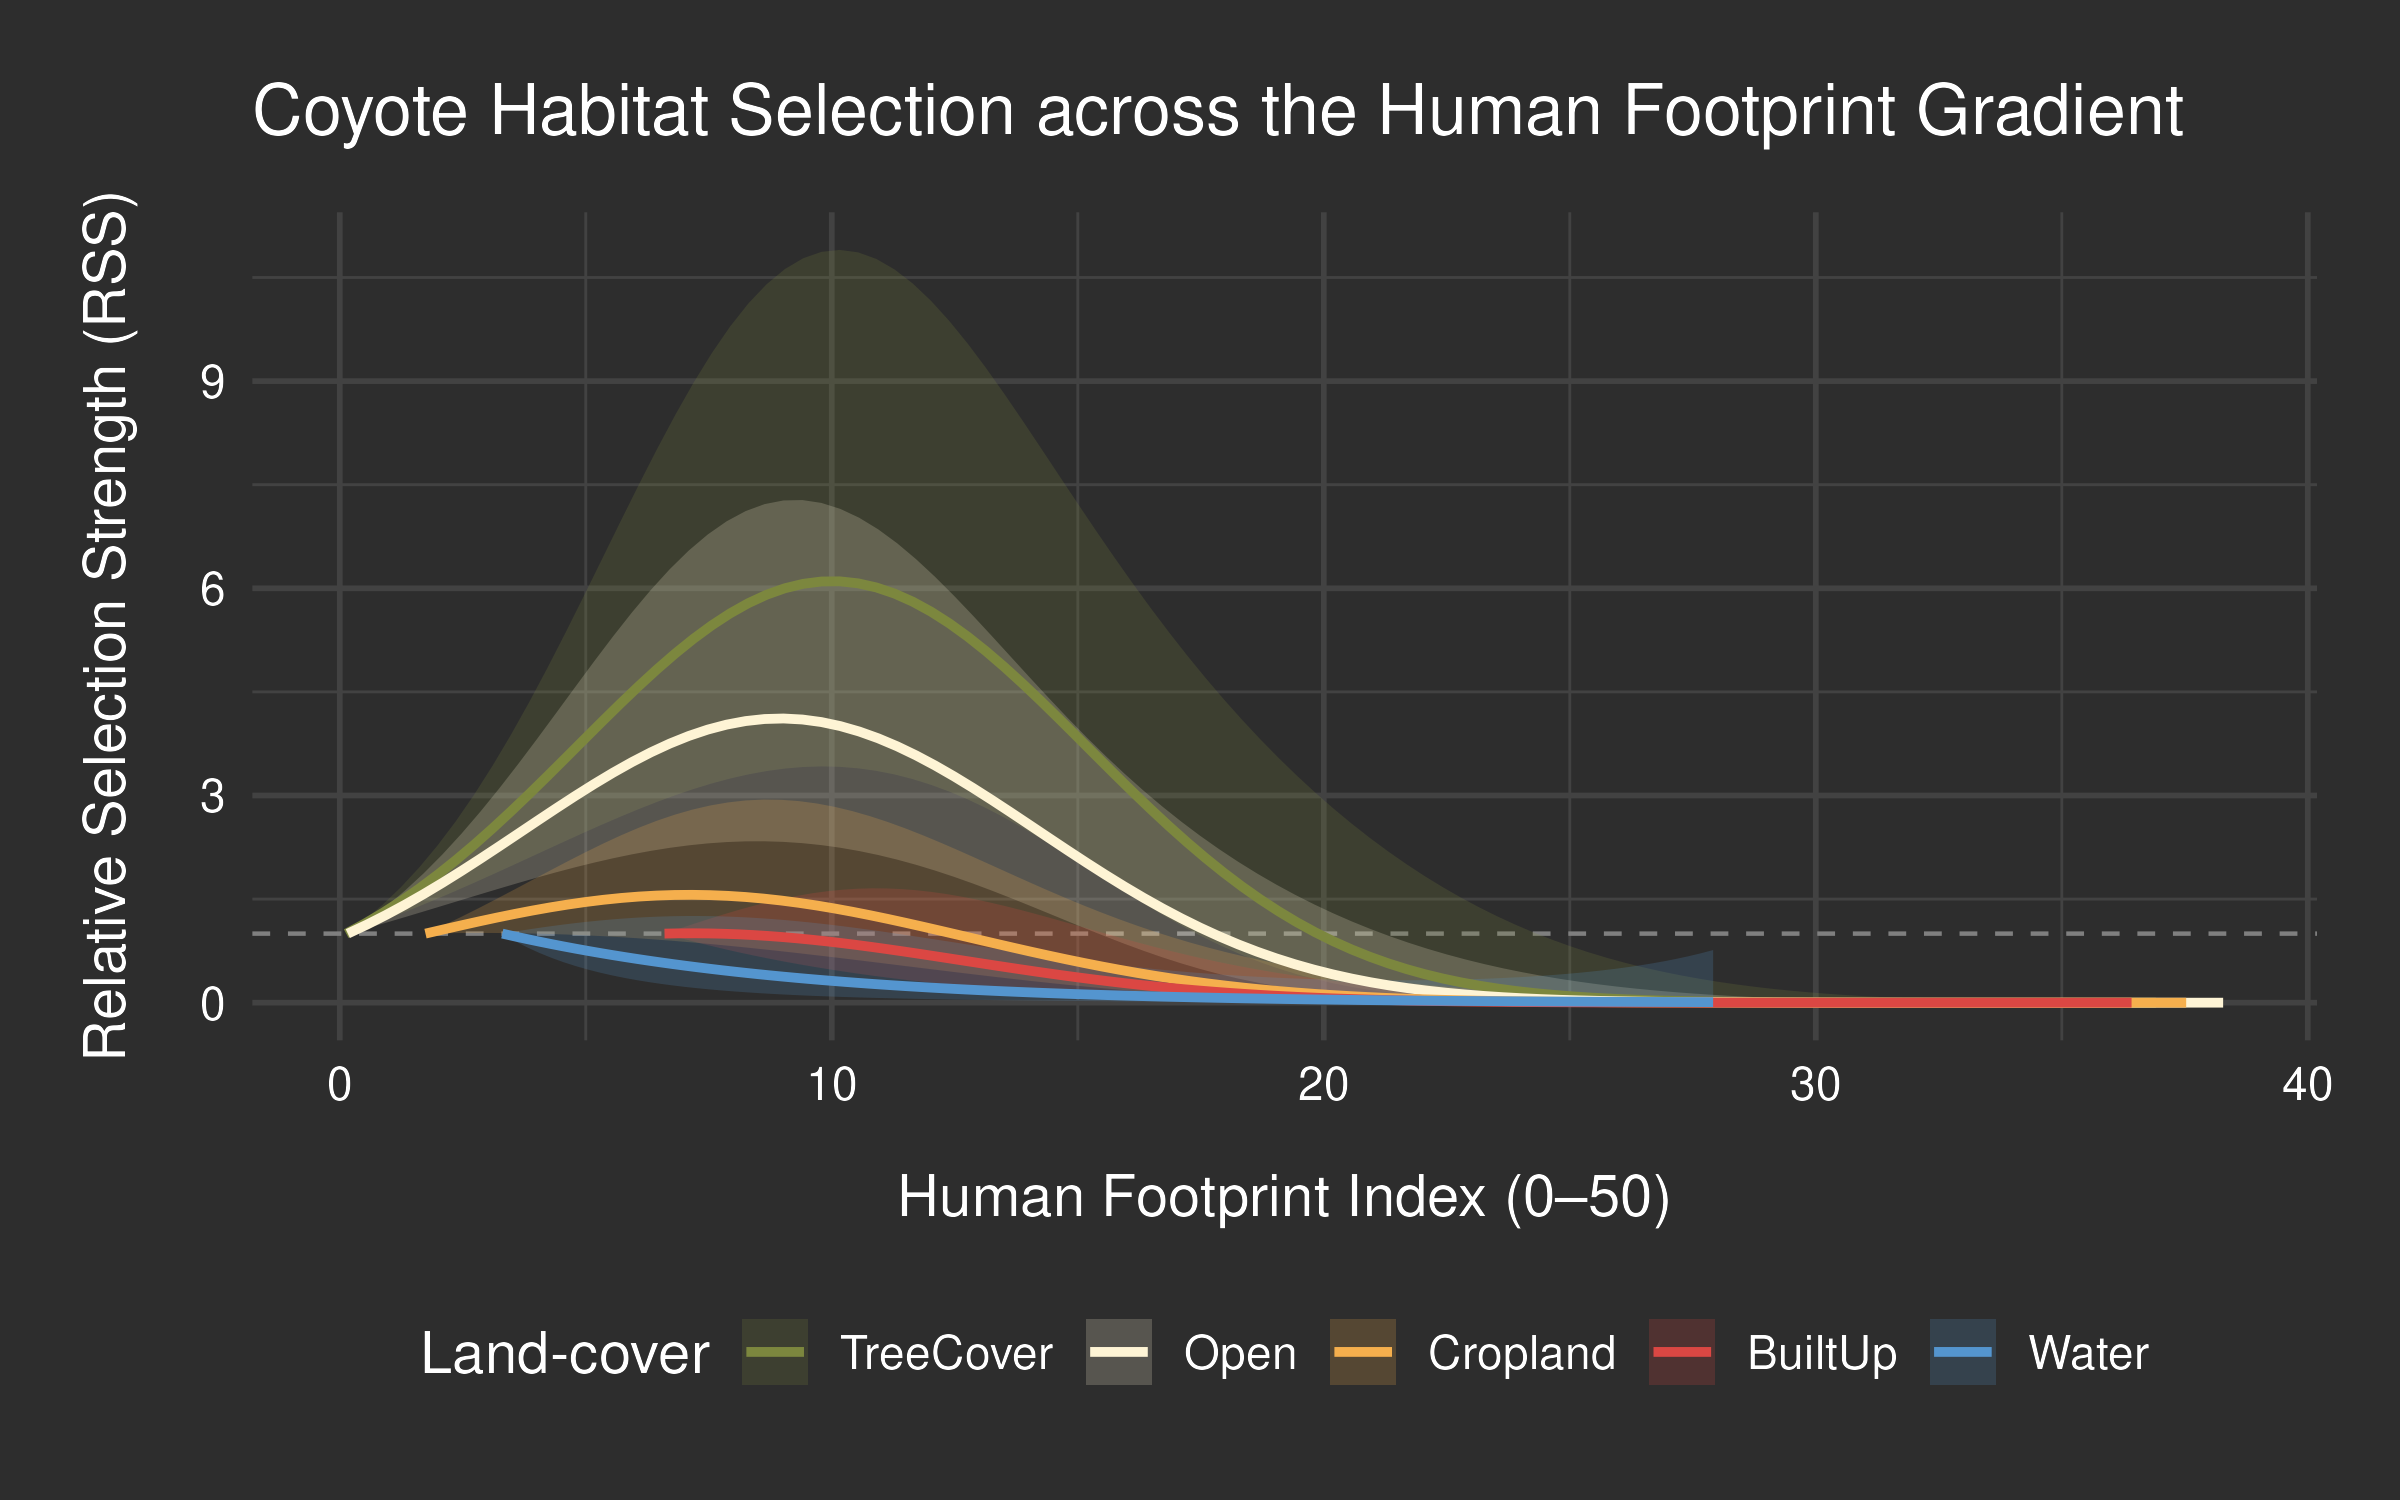 Coyote Habitat Selection across the Human Footprint Gradient
Relative Selection Strength (RSS)
9
6
3
0
0 10 20 30 40
Human Footprint Index (0–50)
Land-cover TreeCover Open Cropland BuiltUp Water